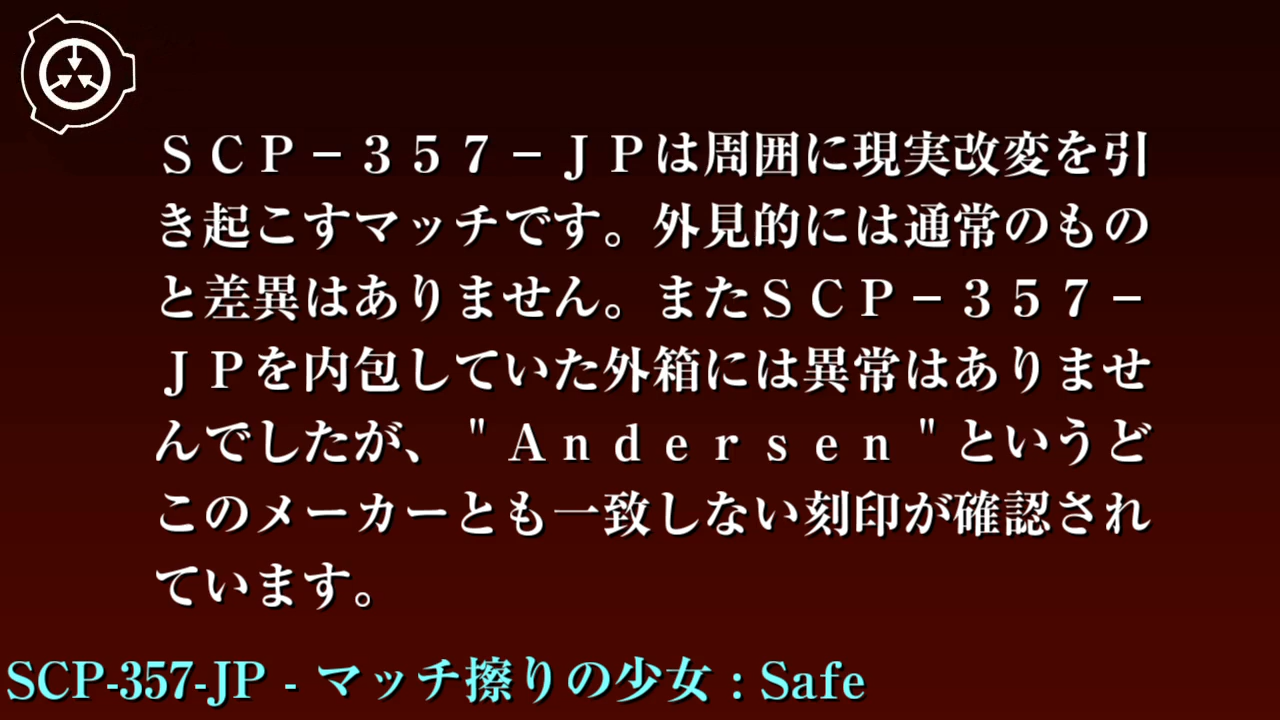 ＳＣＰ－３５７－ＪＰは周囲に現実改変を引
き起こすマッチです。外見的には通常のもの
と差異はありません。またＳＣＰ－３５７－
ＪＰを内包していた外箱には異常はありませ
んでしたが、＂Ａｎｄｅｒｓｅｎ＂というど
このメーカーとも一致しない刻印が確認され
ています。
SCP-357-JP - マッチ擦りの少女 : Safe